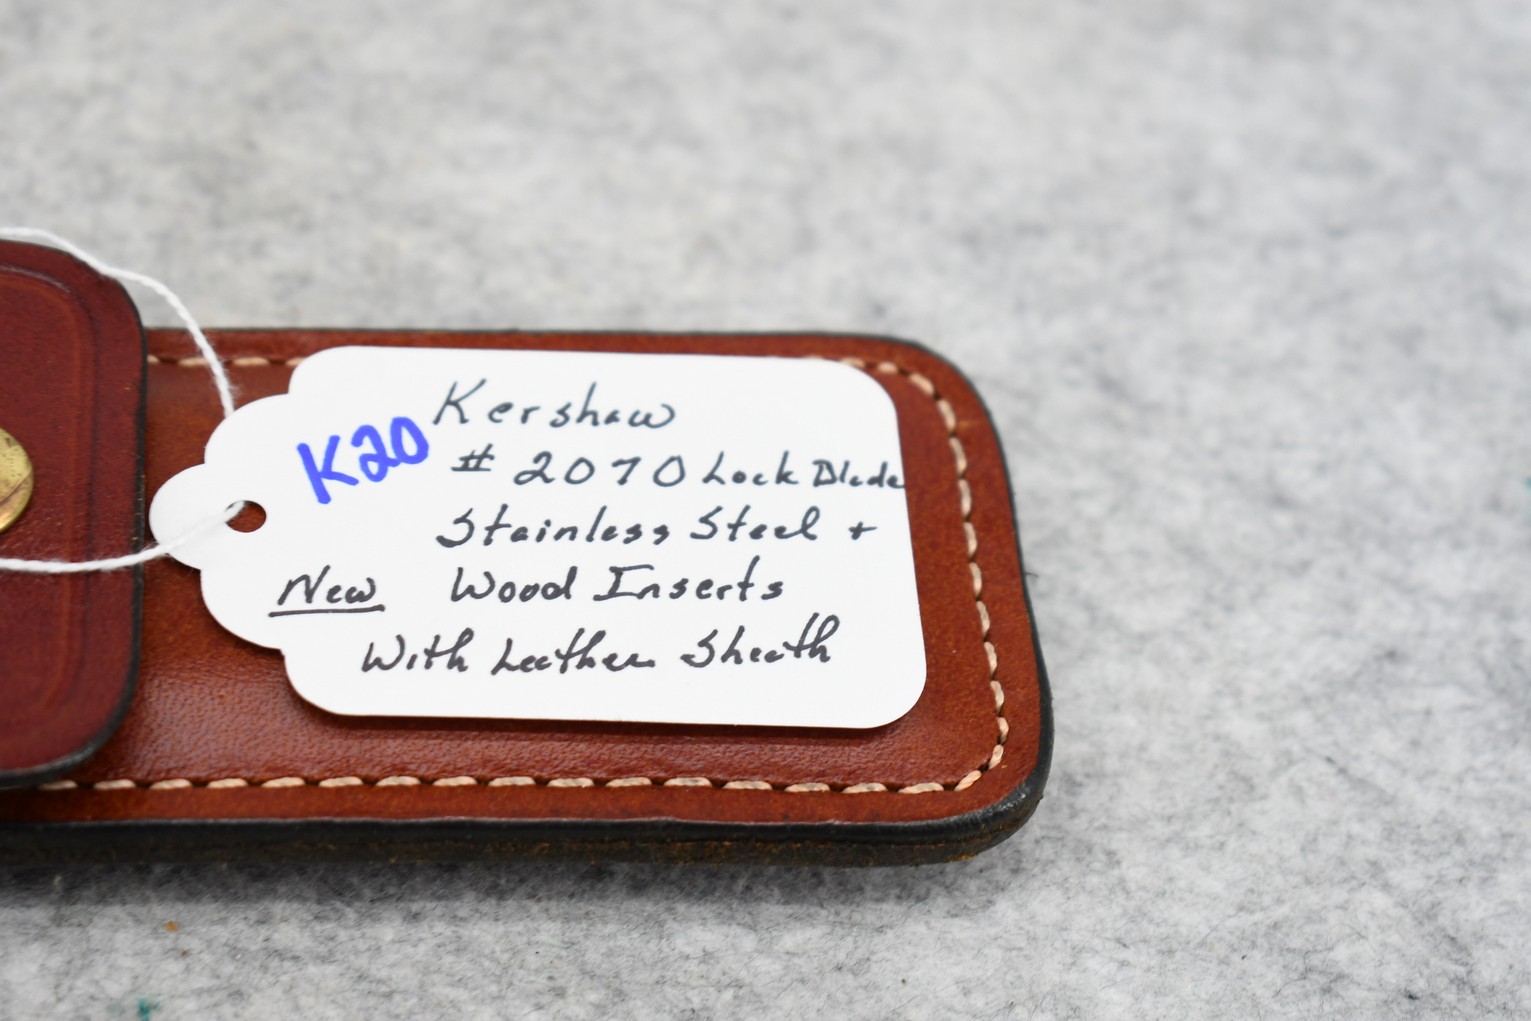 Kershaw
K20
# 2070 Lock Blade
Stainless Steel +
New Wood Inserts
With Leather Sheath